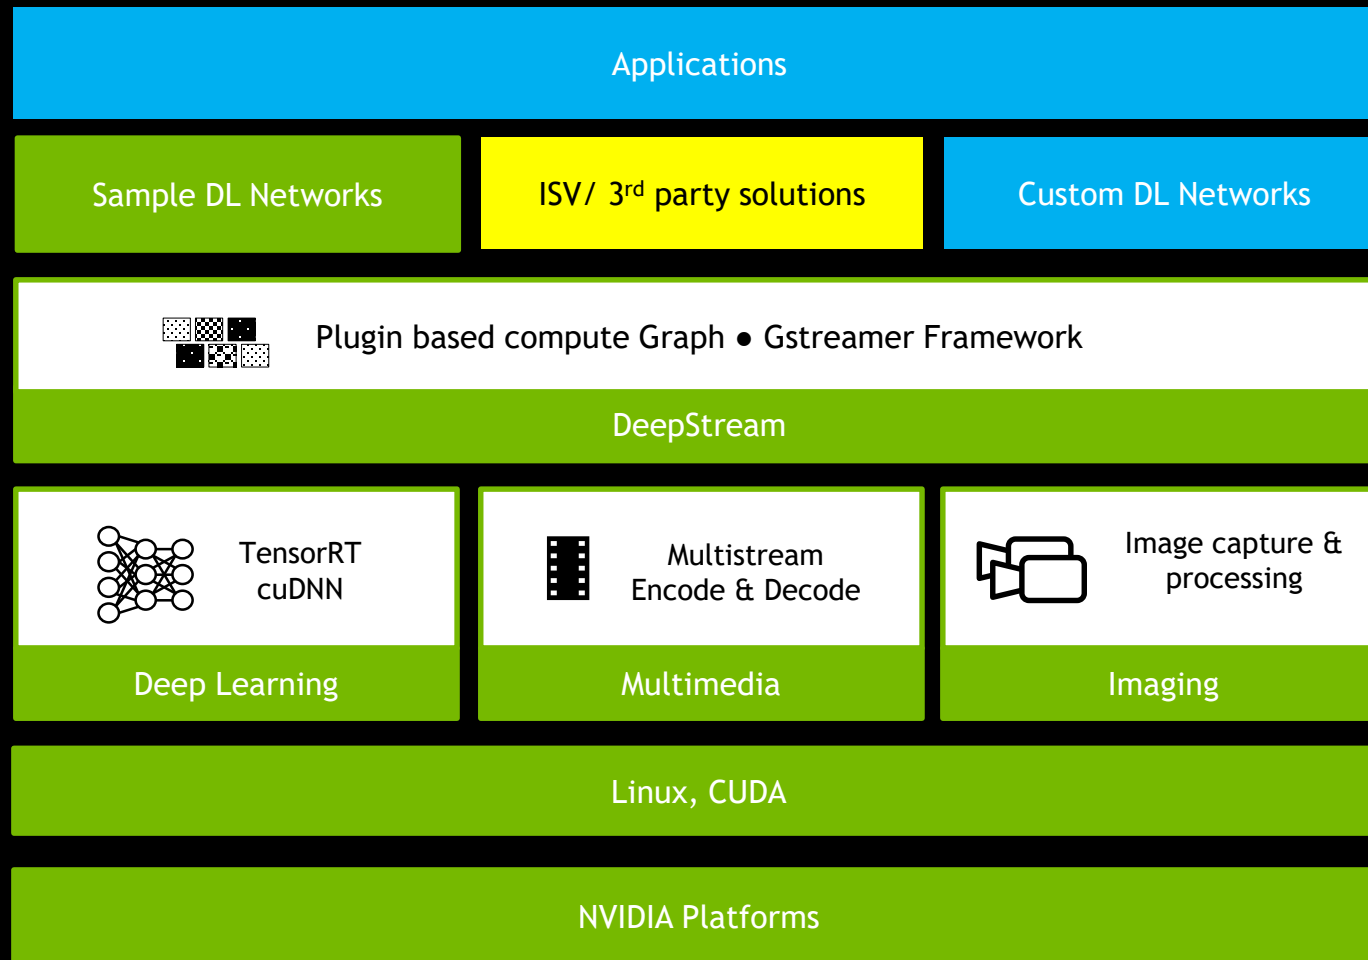 Applications
Sample DL Networks
ISV/ 3rd party solutions
Custom DL Networks
Plugin based compute Graph ● Gstreamer Framework
DeepStream
TensorRT
cuDNN
Deep Learning
Multistream
Encode & Decode
Multimedia
Image capture &
processing
Imaging
Linux, CUDA
NVIDIA Platforms